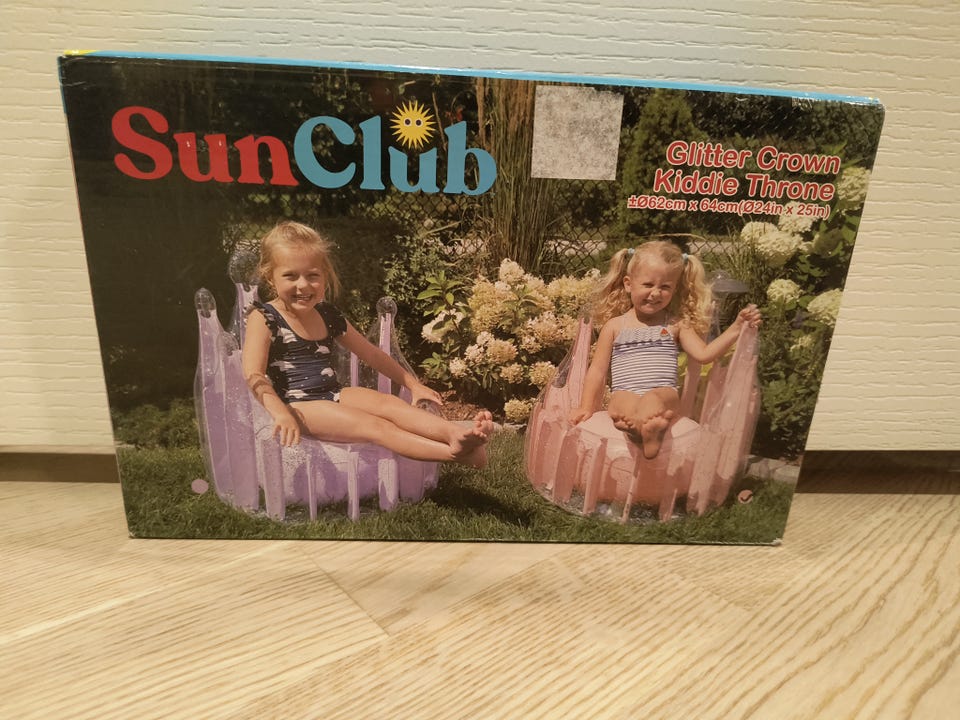 SunClub
Glitter Crown
Kiddie Throne
±Ø62cm x 64cm(Ø24in x 25in)